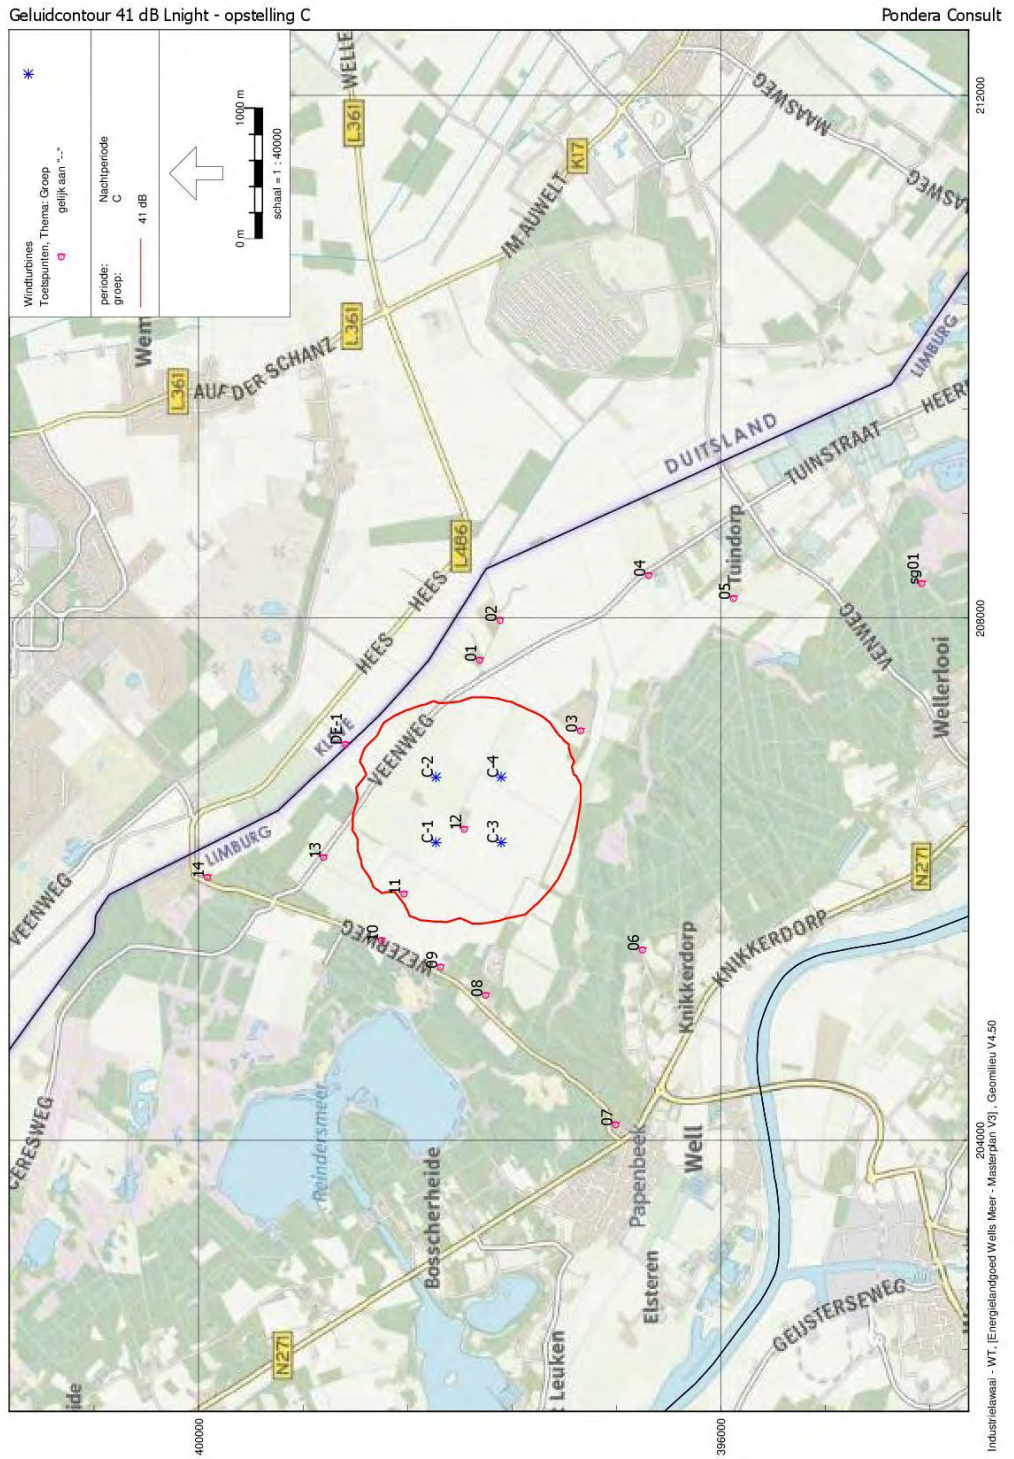 Geluidcontour 41 dB Lnight - opstelling C
Pondera Consult
Windturbines
Toetspunten, Thema: Groep
gelijk aan "--"
periode: Nachtperiode
groep: C
41 dB
0 m 1000 m
schaal = 1 : 40000
WELLE
L361
Wem
L361
AUF DER SCHANZ
L361
K17
IM AUWELT
MAASWEG
MAASWEG
212000
L486
HEES
HEES
DUITSLAND
LIMBURG
TUINSTRAAT
Tuindorp
VENWEG
Wellerlooi
208000
01
02
03
04
05
sg01
DE-1
VEENWEG
C-2
C-4
C-1
12
C-3
13
11
14
LIMBURG
VEENWEG
10
09
WEZERWEG
08
06
Knikkerdorp
KNIKKERDORP
N271
CERESWEG
Reindersmeer
Bosscherheide
07
Papenbeek
Well
204000
Elsteren
GEIJSTERSEWEG
N271
Leuken
ide
400000
396000
Industrielawaai - WT, [Energielandgoed Wells Meer - Masterplan V3] , Geomilieu V4.50